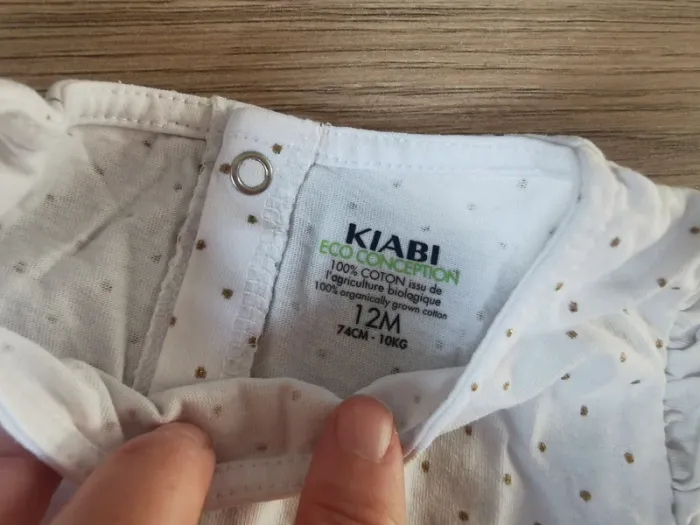 KIABI
ECO CONCEPTION
100% COTON issu de
l'agriculture biologique
100% organically grown cotton
12M
74CM - 10KG